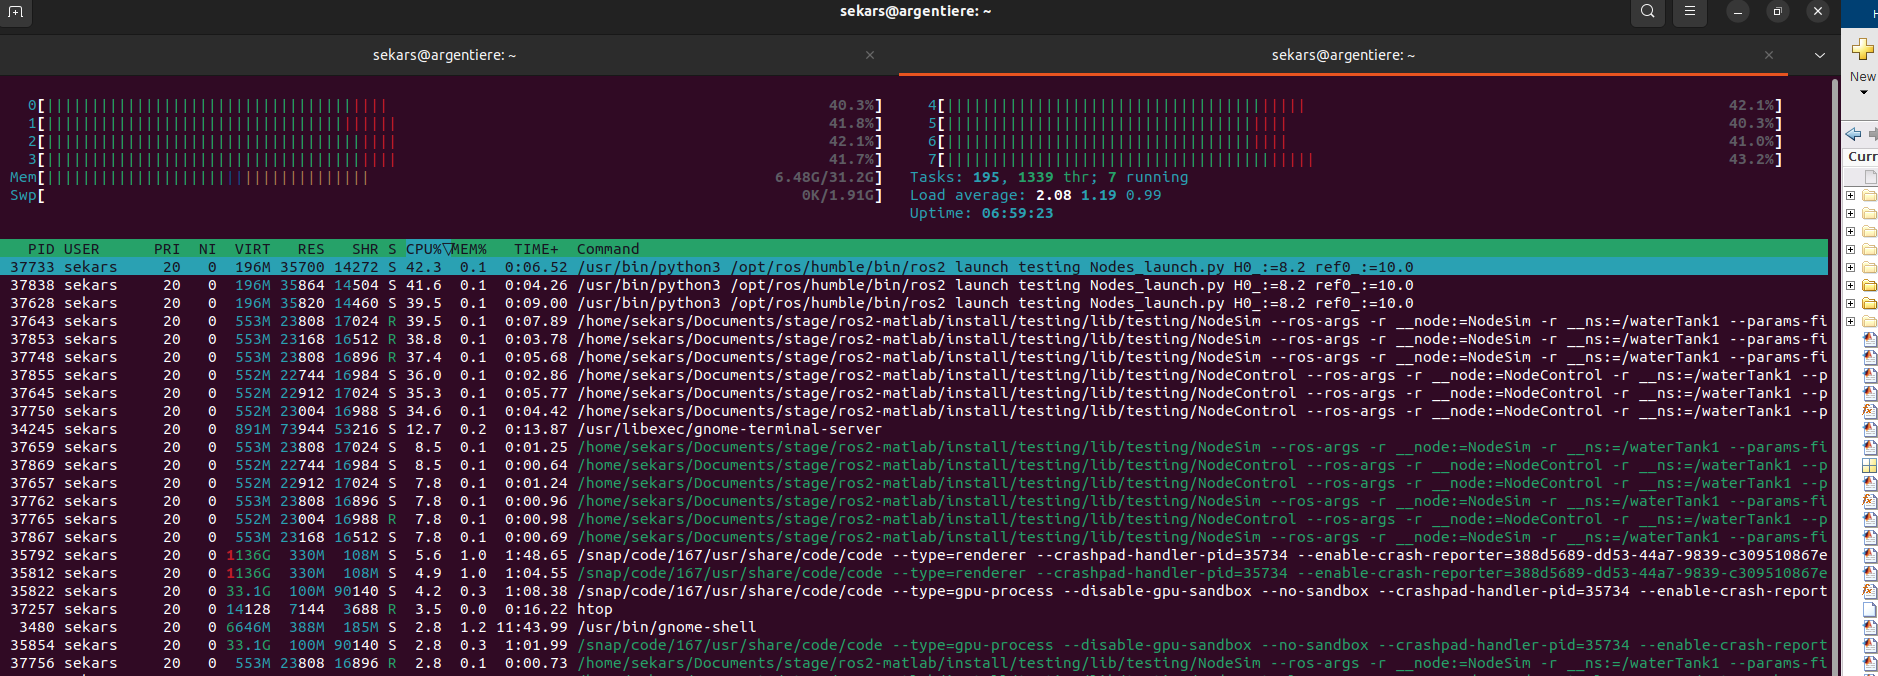 sekars@argentiere: ~
sekars@argentiere: ~
sekars@argentiere: ~
New
Curr
0[ 40.3%] 4[ 42.1%]
1[ 41.8%] 5[ 40.3%]
2[ 42.1%] 6[ 41.0%]
3[ 41.7%] 7[ 43.2%]
Mem[ 6.48G/31.2G] Tasks: 195, 1339 thr; 7 running
Swp[ 0K/1.91G] Load average: 2.08 1.19 0.99
Uptime: 06:59:23
PID USER PRI NI VIRT RES SHR S CPU%▽MEM% TIME+ Command
37733 sekars 20 0 196M 35700 14272 S 42.3 0.1 0:06.52 /usr/bin/python3 /opt/ros/humble/bin/ros2 launch testing Nodes_launch.py H0_:=8.2 ref0_:=10.0
37838 sekars 20 0 196M 35864 14504 S 41.6 0.1 0:04.26 /usr/bin/python3 /opt/ros/humble/bin/ros2 launch testing Nodes_launch.py H0_:=8.2 ref0_:=10.0
37628 sekars 20 0 196M 35820 14460 S 39.5 0.1 0:09.00 /usr/bin/python3 /opt/ros/humble/bin/ros2 launch testing Nodes_launch.py H0_:=8.2 ref0_:=10.0
37643 sekars 20 0 553M 23808 17024 R 39.5 0.1 0:07.89 /home/sekars/Documents/stage/ros2-matlab/install/testing/lib/testing/NodeSim --ros-args -r __node:=NodeSim -r __ns:=/waterTank1 --params-fi
37853 sekars 20 0 553M 23168 16512 R 38.8 0.1 0:03.78 /home/sekars/Documents/stage/ros2-matlab/install/testing/lib/testing/NodeSim --ros-args -r __node:=NodeSim -r __ns:=/waterTank1 --params-fi
37748 sekars 20 0 553M 23808 16896 R 37.4 0.1 0:05.68 /home/sekars/Documents/stage/ros2-matlab/install/testing/lib/testing/NodeSim --ros-args -r __node:=NodeSim -r __ns:=/waterTank1 --params-fi
37855 sekars 20 0 552M 22744 16984 S 36.0 0.1 0:02.86 /home/sekars/Documents/stage/ros2-matlab/install/testing/lib/testing/NodeControl --ros-args -r __node:=NodeControl -r __ns:=/waterTank1 --p
37645 sekars 20 0 552M 22912 17024 S 35.3 0.1 0:05.77 /home/sekars/Documents/stage/ros2-matlab/install/testing/lib/testing/NodeControl --ros-args -r __node:=NodeControl -r __ns:=/waterTank1 --p
37750 sekars 20 0 552M 23004 16988 S 34.6 0.1 0:04.42 /home/sekars/Documents/stage/ros2-matlab/install/testing/lib/testing/NodeControl --ros-args -r __node:=NodeControl -r __ns:=/waterTank1 --p
34245 sekars 20 0 891M 73944 53216 S 12.7 0.2 0:13.87 /usr/libexec/gnome-terminal-server
37659 sekars 20 0 553M 23808 17024 S 8.5 0.1 0:01.25 /home/sekars/Documents/stage/ros2-matlab/install/testing/lib/testing/NodeSim --ros-args -r __node:=NodeSim -r __ns:=/waterTank1 --params-fi
37869 sekars 20 0 552M 22744 16984 S 8.5 0.1 0:00.64 /home/sekars/Documents/stage/ros2-matlab/install/testing/lib/testing/NodeControl --ros-args -r __node:=NodeControl -r __ns:=/waterTank1 --p
37657 sekars 20 0 552M 22912 17024 S 7.8 0.1 0:01.24 /home/sekars/Documents/stage/ros2-matlab/install/testing/lib/testing/NodeControl --ros-args -r __node:=NodeControl -r __ns:=/waterTank1 --p
37762 sekars 20 0 553M 23808 16896 S 7.8 0.1 0:00.96 /home/sekars/Documents/stage/ros2-matlab/install/testing/lib/testing/NodeSim --ros-args -r __node:=NodeSim -r __ns:=/waterTank1 --params-fi
37765 sekars 20 0 552M 23004 16988 R 7.8 0.1 0:00.98 /home/sekars/Documents/stage/ros2-matlab/install/testing/lib/testing/NodeControl --ros-args -r __node:=NodeControl -r __ns:=/waterTank1 --p
37867 sekars 20 0 553M 23168 16512 S 7.8 0.1 0:00.69 /home/sekars/Documents/stage/ros2-matlab/install/testing/lib/testing/NodeSim --ros-args -r __node:=NodeSim -r __ns:=/waterTank1 --params-fi
35792 sekars 20 0 1136G 330M 108M S 5.6 1.0 1:48.65 /snap/code/167/usr/share/code/code --type=renderer --crashpad-handler-pid=35734 --enable-crash-reporter=388d5689-dd53-44a7-9839-c309510867e
35812 sekars 20 0 1136G 330M 108M S 4.9 1.0 1:04.55 /snap/code/167/usr/share/code/code --type=renderer --crashpad-handler-pid=35734 --enable-crash-reporter=388d5689-dd53-44a7-9839-c309510867e
35822 sekars 20 0 33.1G 100M 90140 S 4.2 0.3 1:08.38 /snap/code/167/usr/share/code/code --type=gpu-process --disable-gpu-sandbox --no-sandbox --crashpad-handler-pid=35734 --enable-crash-report
37257 sekars 20 0 14128 7144 3688 R 3.5 0.0 0:16.22 htop
3480 sekars 20 0 6646M 388M 185M S 2.8 1.2 11:43.99 /usr/bin/gnome-shell
35854 sekars 20 0 33.1G 100M 90140 S 2.8 0.3 1:01.99 /snap/code/167/usr/share/code/code --type=gpu-process --disable-gpu-sandbox --no-sandbox --crashpad-handler-pid=35734 --enable-crash-report
37756 sekars 20 0 553M 23808 16896 R 2.8 0.1 0:00.73 /home/sekars/Documents/stage/ros2-matlab/install/testing/lib/testing/NodeSim --ros-args -r __node:=NodeSim -r __ns:=/waterTank1 --params-fi